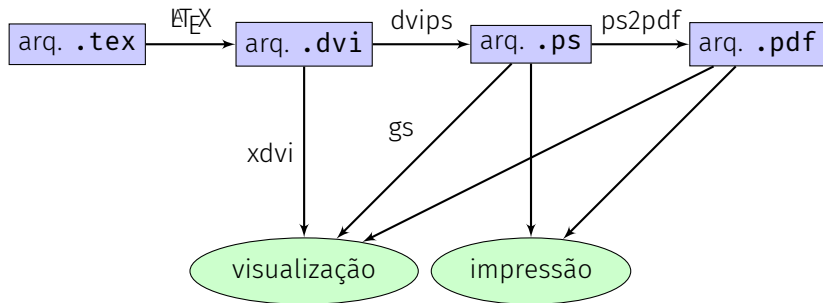 LATEX dvips ps2pdf
arq. .tex arq. .dvi arq. .ps arq. .pdf
gs
xdvi
visualização impressão